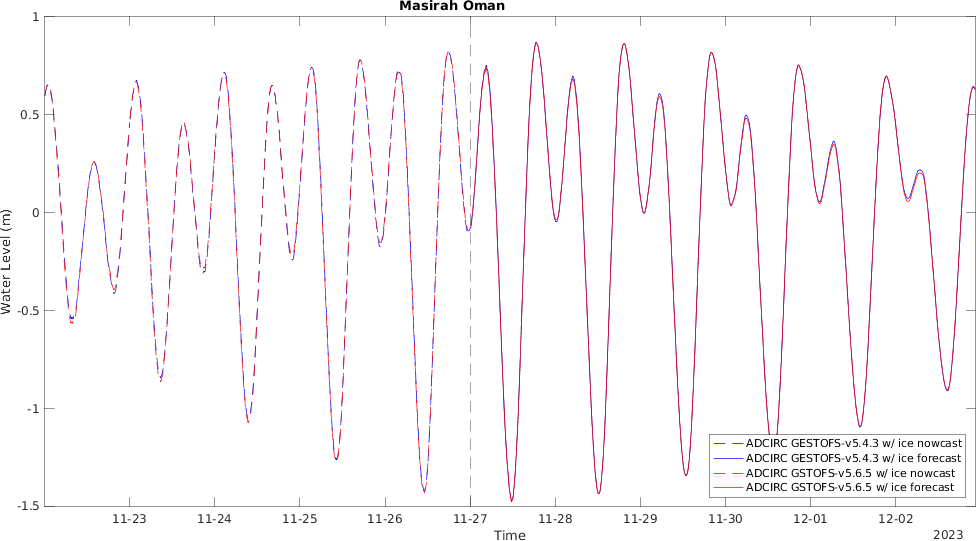 Masirah Oman
1
0.5
0
-0.5
-1
-1.5
Water Level (m)
ADCIRC GESTOFS-v5.4.3 w/ ice nowcast
ADCIRC GESTOFS-v5.4.3 w/ ice forecast
ADCIRC GSTOFS-v5.6.5 w/ ice nowcast
ADCIRC GSTOFS-v5.6.5 w/ ice forecast
11-23 11-24 11-25 11-26 11-27 11-28 11-29 11-30 12-01 12-02
Time
2023